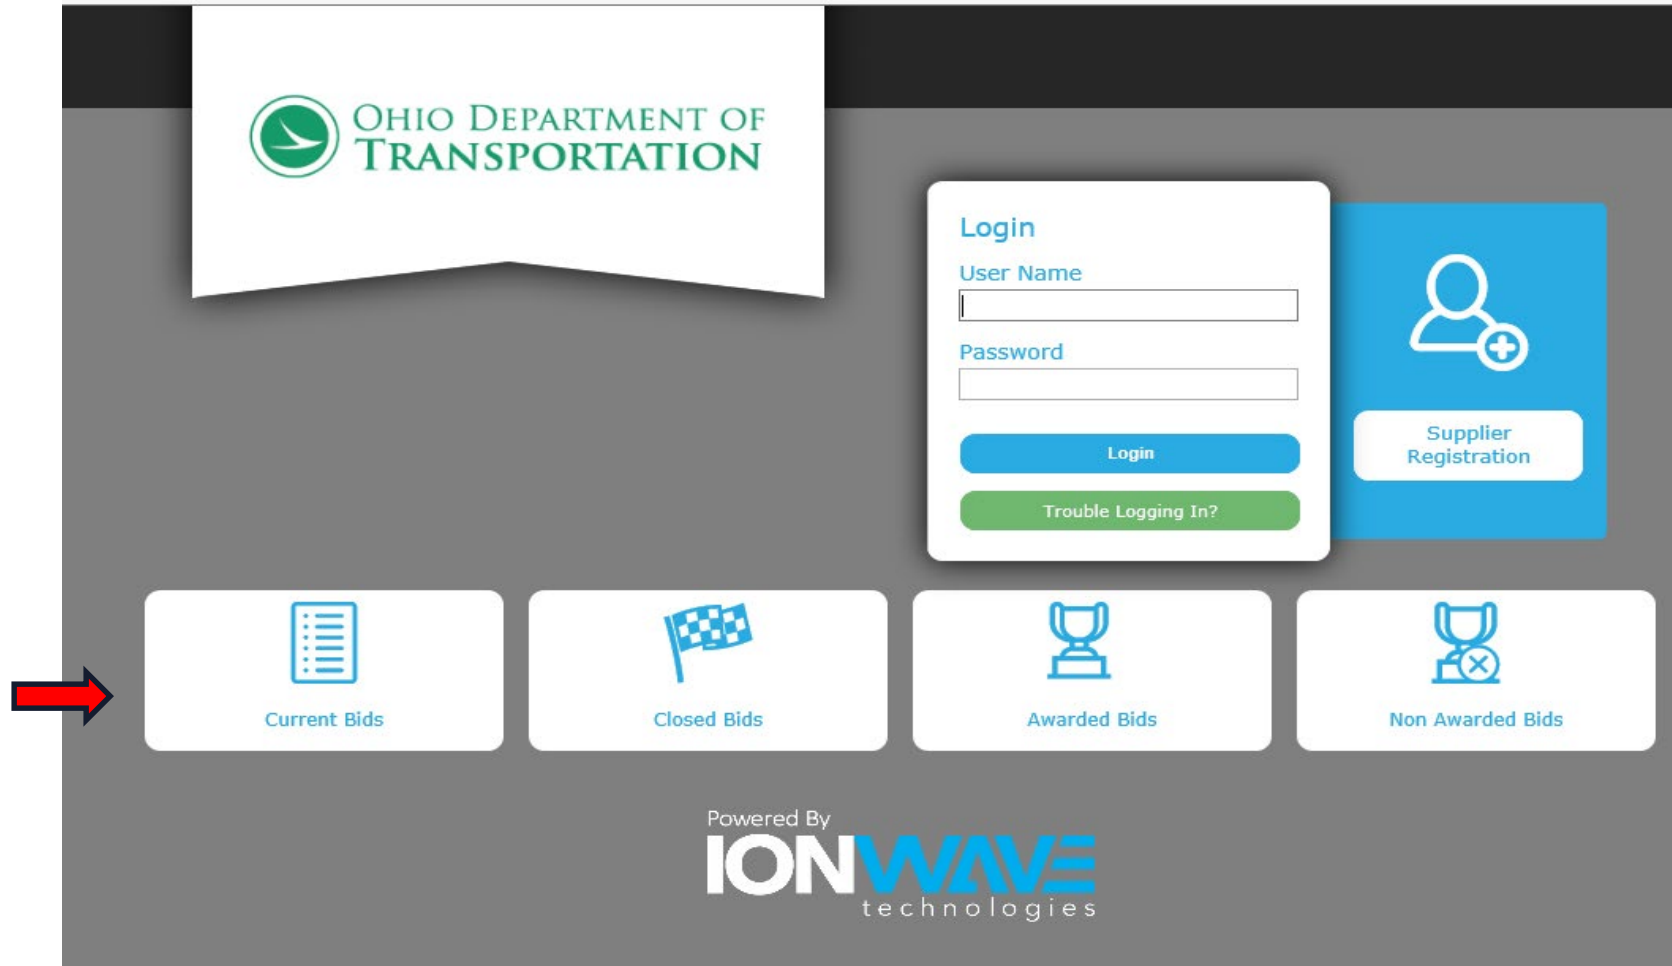 OHIO DEPARTMENT OF
TRANSPORTATION
Login
User Name
Password
Login
Trouble Logging In?
Supplier
Registration
Current Bids
Closed Bids
Awarded Bids
Non Awarded Bids
Powered By
IONWAVE
technologies